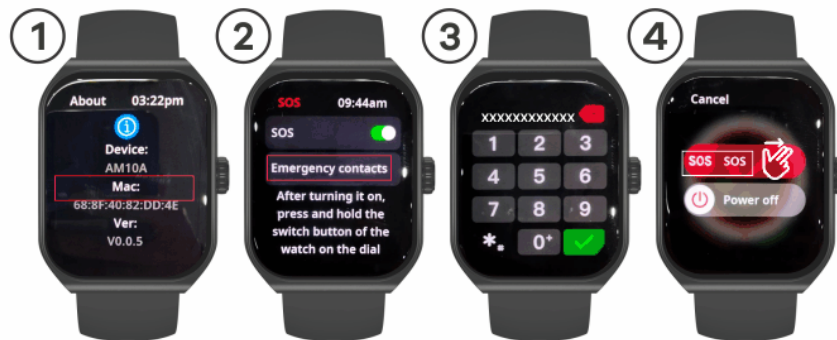 1
About 03:22pm
Device:
AM10A
Mac:
68:8F:40:82:DD:4E
Ver:
V0.0.5
2
SOS 09:44am
SOS
Emergency contacts
After turning it on,
press and hold the
switch button of the
watch on the dial
3
XXXXXXXXXXXX
1 2 3
4 5 6
7 8 9
*. 0+
4
Cancel
SOS SOS
Power off